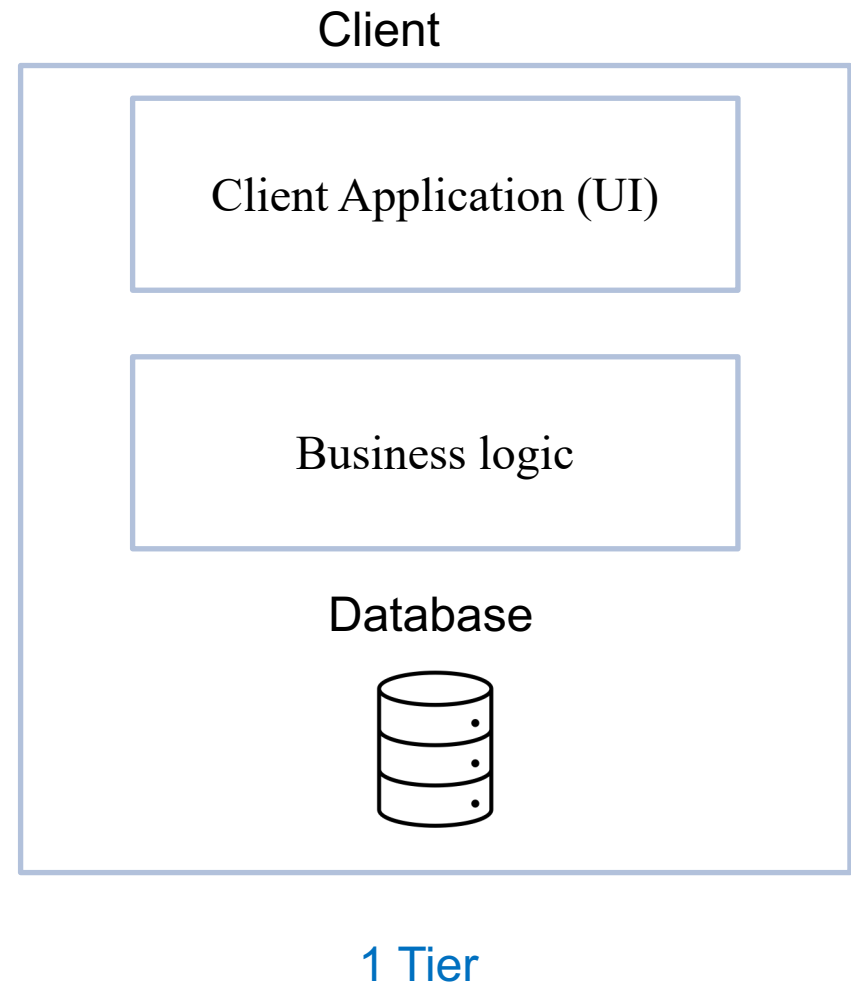 Client
Client Application (UI)
Business logic
Database
1 Tier